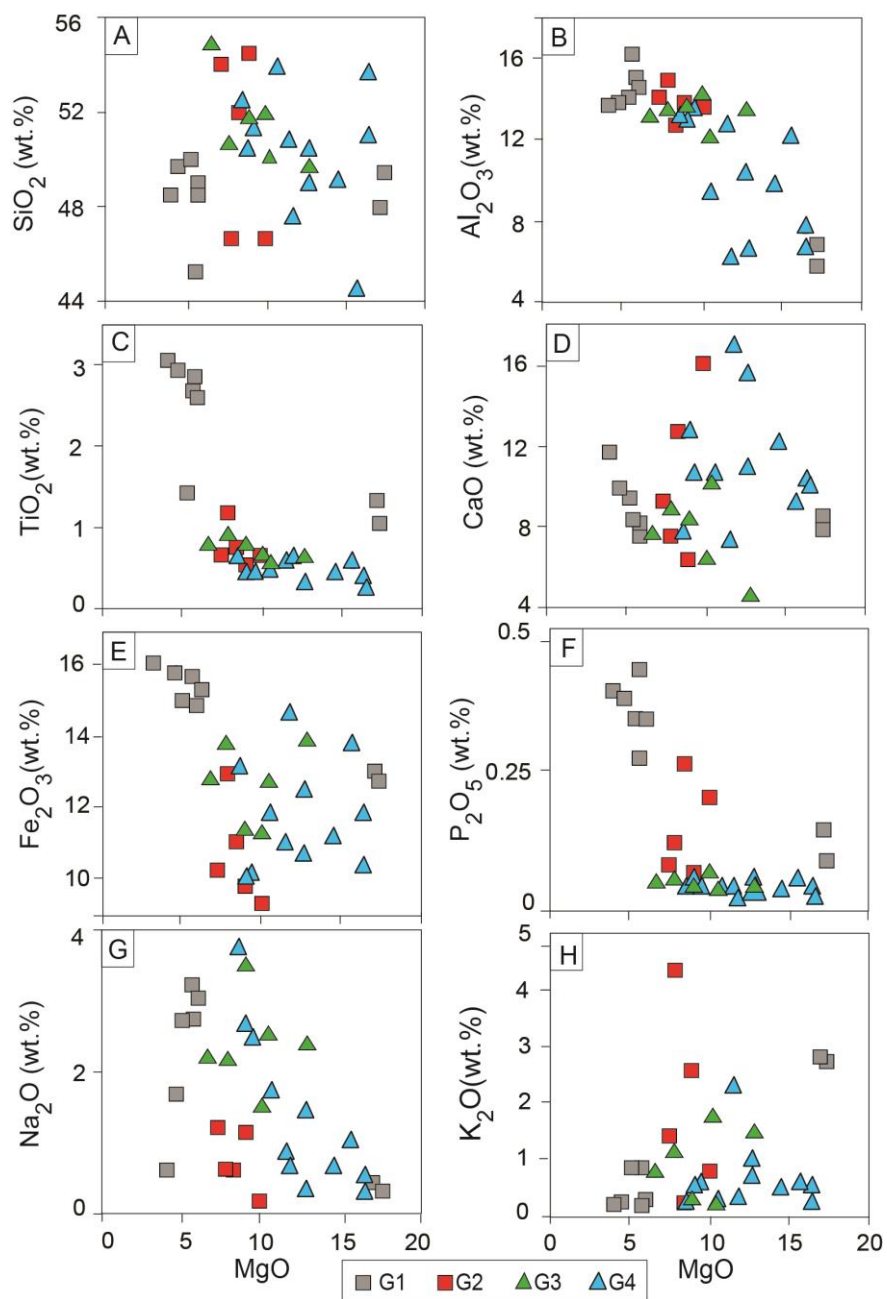 A
SiO2 (wt.%)
56
52
48
44
B
Al2O3 (wt.%)
16
12
8
4
C
TiO2(wt.%)
3
2
1
0
D
CaO (wt.%)
16
12
8
4
E
Fe2O3(wt.%)
16
14
12
10
F
P2O5(wt.%)
0.5
0.25
0
G
Na2O (wt.%)
4
2
0
0 5 10 15 20
MgO
H
K2O(wt.%)
5
4
3
2
1
0
0 5 10 15 20
MgO
G1 G2 G3 G4